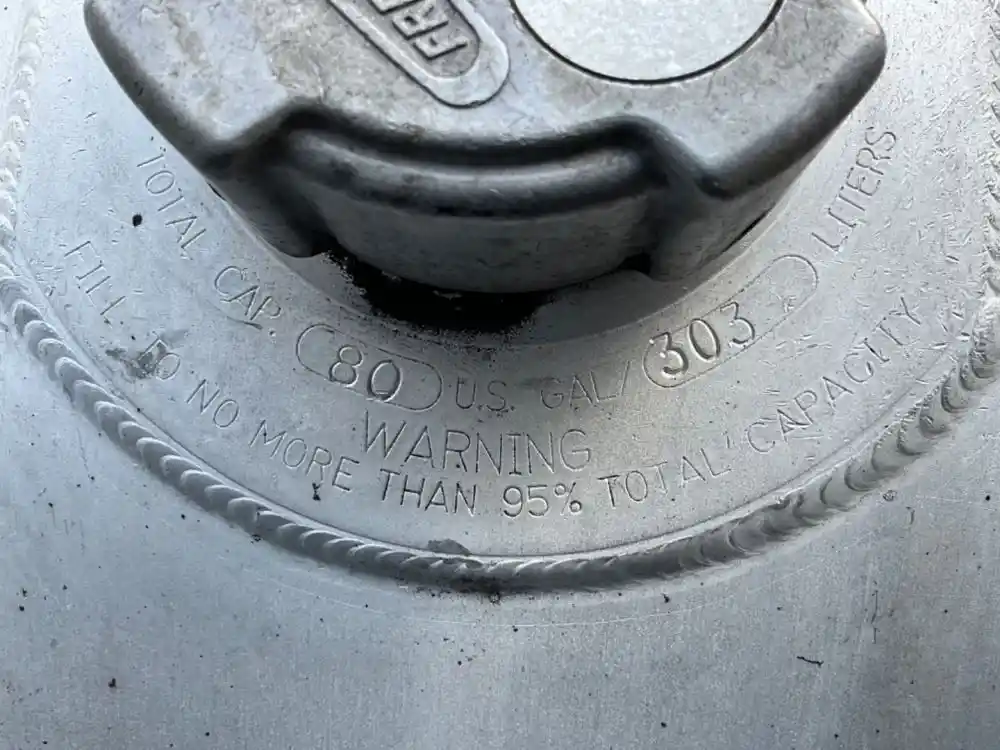 TOTAL CAP. 80 U.S. GAL/ 303 LITERS
WARNING
FILL TO NO MORE THAN 95% TOTAL CAPACITY